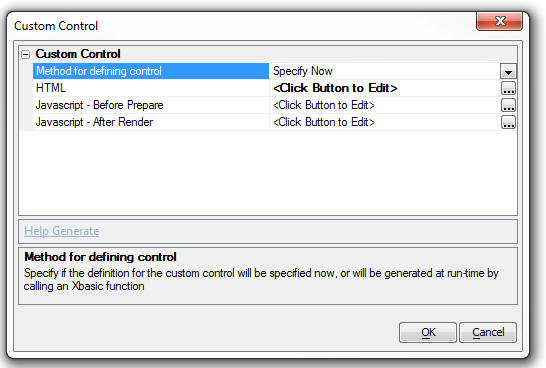 Custom Control
Custom Control
Method for defining control Specify Now
HTML <Click Button to Edit>
Javascript - Before Prepare <Click Button to Edit>
Javascript - After Render <Click Button to Edit>
Help Generate
Method for defining control
Specify if the definition for the custom control will be specified now, or will be generated at run-time by
calling an Xbasic function
OK Cancel